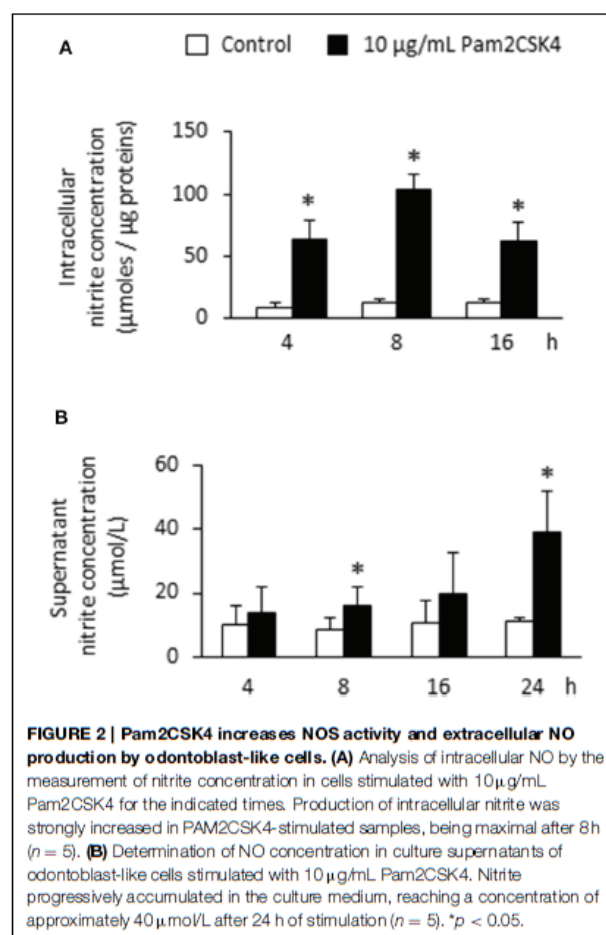 A
Control
10 µg/mL Pam2CSK4
Intracellular
nitrite concentration
(µmoles / µg proteins)
150
100
50
0
*
*
*
4
8
16
h
B
Supernatant
nitrite concentration
(µmol/L)
60
40
20
0
*
*
4
8
16
24
h
FIGURE 2 | Pam2CSK4 increases NOS activity and extracellular NO
production by odontoblast-like cells. (A) Analysis of intracellular NO by the
measurement of nitrite concentration in cells stimulated with 10 µg/mL
Pam2CSK4 for the indicated times. Production of intracellular nitrite was
strongly increased in PAM2CSK4-stimulated samples, being maximal after 8 h
(n = 5). (B) Determination of NO concentration in culture supernatants of
odontoblast-like cells stimulated with 10 µg/mL Pam2CSK4. Nitrite
progressively accumulated in the culture medium, reaching a concentration of
approximately 40 µmol/L after 24 h of stimulation (n = 5). *p < 0.05.